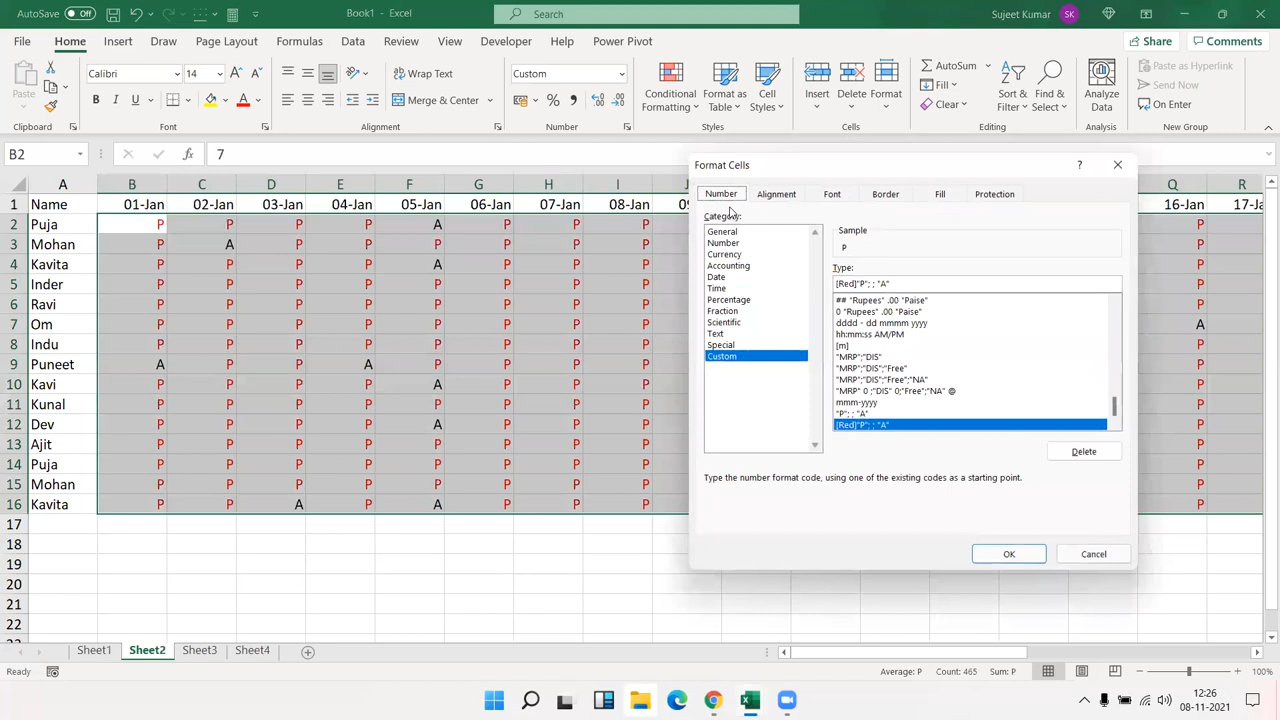 AutoSave Off Book1 - Excel Search Sujeet Kumar SK
File Home Insert Draw Page Layout Formulas Data Review View Developer Help Power Pivot Share Comments
Paste Calibri 14 Wrap Text Custom Conditional Formatting Format as Table Cell Styles Insert Delete Format AutoSum Sort & Filter Find & Select Analyze Data Paste as Hyperlink
B I U Merge & Center % Fill Send Now
Clear On Enter
Clipboard Font Alignment Number Styles Cells Editing Analysis New Group
B2 fx 7
Format Cells ?
Number Alignment Font Border Fill Protection
Category:
General
Number
Currency
Accounting
Date
Time
Percentage
Fraction
Scientific
Text
Special
Custom
Sample
P
Type:
[Red]"P"; ; "A"
## "Rupees" .00 "Paise"
0 "Rupees" .00 "Paise"
dddd - dd mmmm yyyy
hh:mm:ss AM/PM
[m]
"MRP";"DIS"
"MRP";"DIS";"Free"
"MRP";"DIS";"Free";"NA"
"MRP" 0 ;"DIS" 0;"Free";"NA" @
mmm-yyyy
"P"; ; "A"
[Red]"P"; ; "A"
Delete
Type the number format code, using one of the existing codes as a starting point.
OK Cancel
A B C D E F G H I Q R
1 Name 01-Jan 02-Jan 03-Jan 04-Jan 05-Jan 06-Jan 07-Jan 08-Jan 16-Jan 17-Ja
2 Puja P P P P A P P P P P
3 Mohan P A P P P P P P P P
4 Kavita P P P P A P P P P P
5 Inder P P P P P P P P P P
6 Ravi P P P P P P P P P P
7 Om P P P P P P P P A P
8 Indu P P P P P P P P P P
9 Puneet A P P A P P P P P P
10 Kavi P P P P A P P P P P
11 Kunal P P P P P P P P P P
12 Dev P P P P A P P P P P
13 Ajit P P P P P P P P P P
14 Puja P P P P P P P P P P
15 Mohan P P P P P P P P P P
16 Kavita P P A P A P P P P P
17
18
19
20
21
22
Sheet1 Sheet2 Sheet3 Sheet4
Ready Average: P Count: 465 Sum: P 100%
12:26
08-11-2021